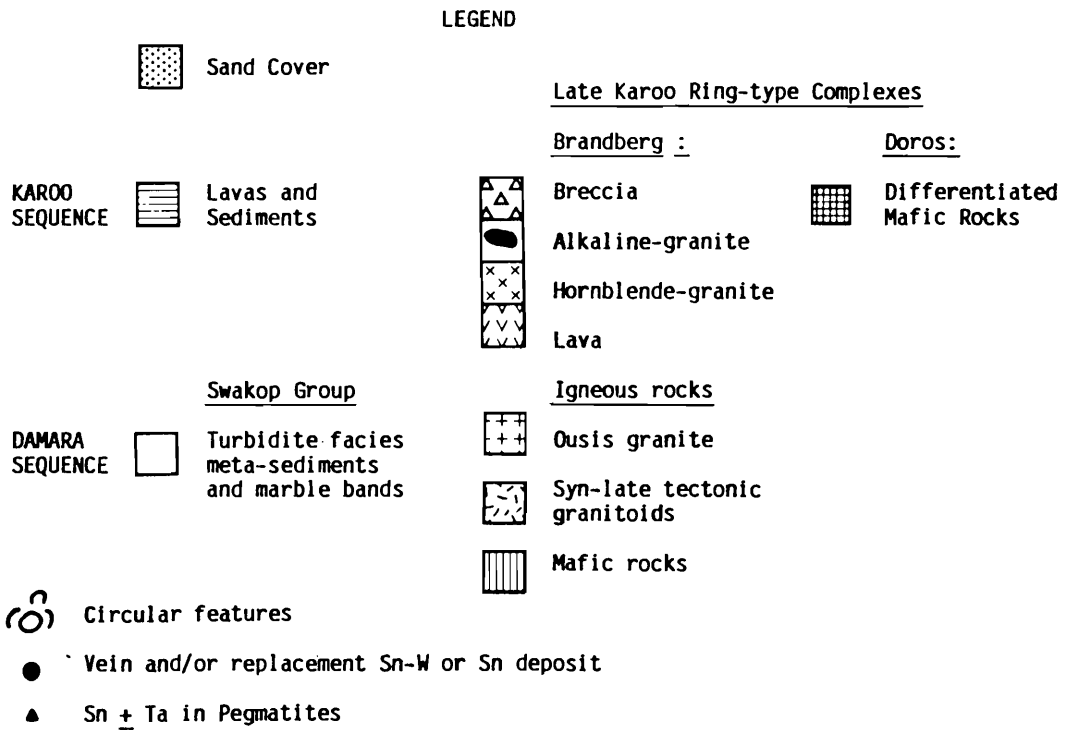 LEGEND
Sand Cover
Late Karoo Ring-type Complexes
Brandberg :
Doros:
KAROO
SEQUENCE
Lavas and
Sediments
Breccia
Alkaline-granite
Hornblende-granite
Lava
Differentiated
Mafic Rocks
Swakop Group
Igneous rocks
DAMARA
SEQUENCE
Turbidite facies
meta-sediments
and marble bands
Ousis granite
Syn-late tectonic
granitoids
Mafic rocks
Circular features
Vein and/or replacement Sn-W or Sn deposit
Sn ± Ta in Pegmatites